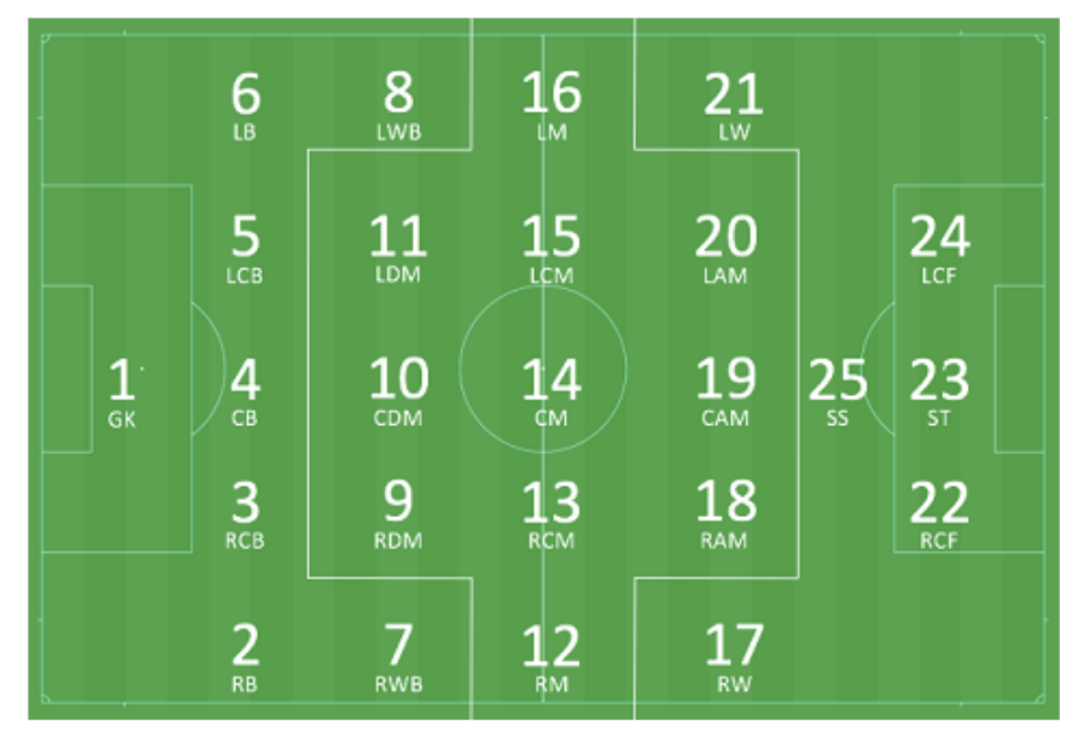 6 8 16 21
LB LWB LM LW
5 11 15 20 24
LCB LDM LCM LAM LCF
1 4 10 14 19 25 23
GK CB CDM CM CAM SS ST
3 9 13 18 22
RCB RDM RCM RAM RCF
2 7 12 17
RB RWB RM RW